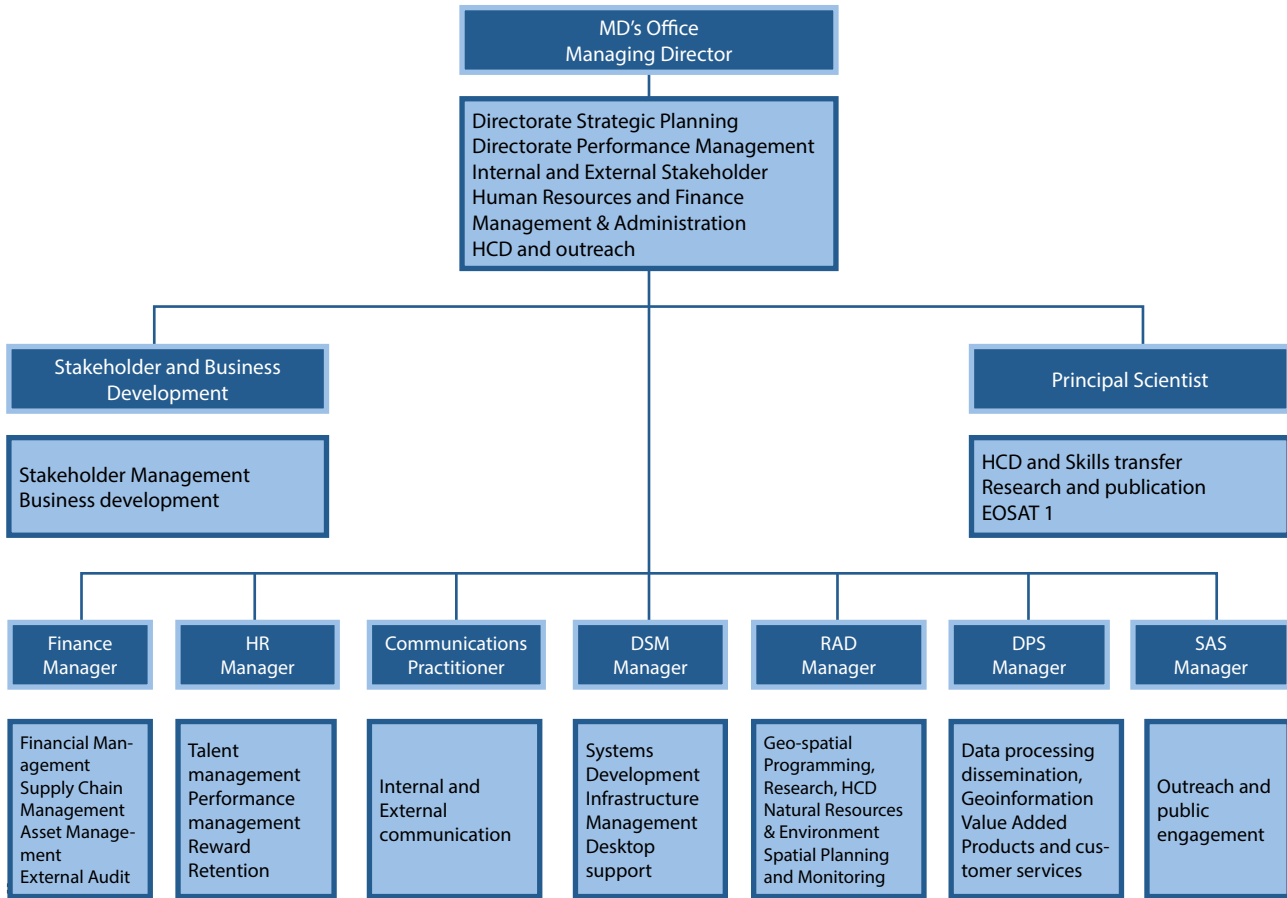 MD’s Office
Managing Director
Directorate Strategic Planning
Directorate Performance Management
Internal and External Stakeholder
Human Resources and Finance
Management & Administration
HCD and outreach
Stakeholder and Business
Development
Principal Scientist
Stakeholder Management
Business development
HCD and Skills transfer
Research and publication
EOSAT 1
Finance
Manager
HR
Manager
Communications
Practitioner
DSM
Manager
RAD
Manager
DPS
Manager
SAS
Manager
Financial Man-
agement
Supply Chain
Management
Asset Manage-
ment
External Audit
Talent
management
Performance
management
Reward
Retention
Internal and
External
communication
Systems
Development
Infrastructure
Management
Desktop
support
Geo-spatial
Programming,
Research, HCD
Natural Resources
& Environment
Spatial Planning
and Monitoring
Data processing
dissemination,
Geoinformation
Value Added
Products and cus-
tomer services
Outreach and
public
engagement